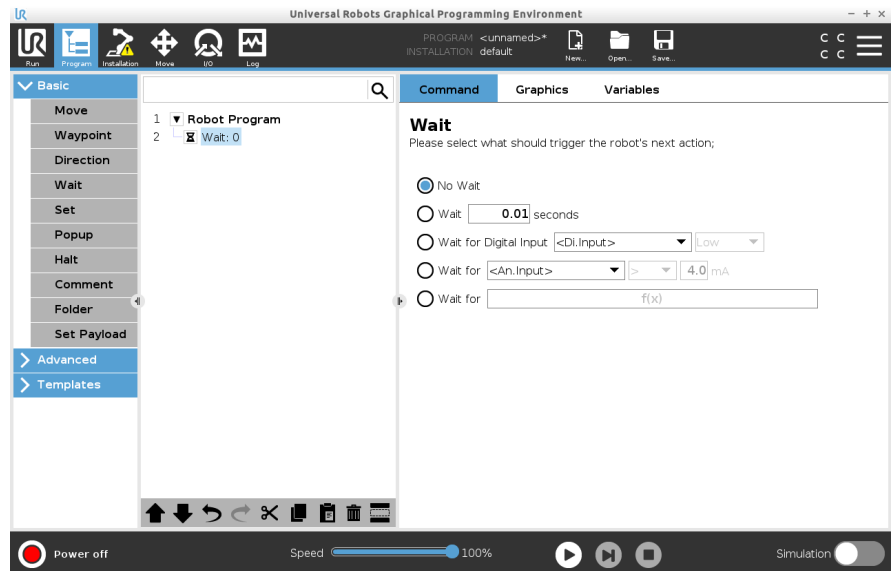 Universal Robots Graphical Programming Environment
UR
Run
Program
Installation
Move
I/O
Log
PROGRAM <unnamed>*
INSTALLATION default
New...
Open...
Save...
C C
C C
Basic
Move
Waypoint
Direction
Wait
Set
Popup
Halt
Comment
Folder
Set Payload
Advanced
Templates
1 Robot Program
2 Wait: 0
Command Graphics Variables
Wait
Please select what should trigger the robot's next action;
No Wait
Wait 0.01 seconds
Wait for Digital Input <Di.Input> Low
Wait for <An.Input> > 4.0 mA
Wait for f(x)
Power off
Speed 100%
Simulation